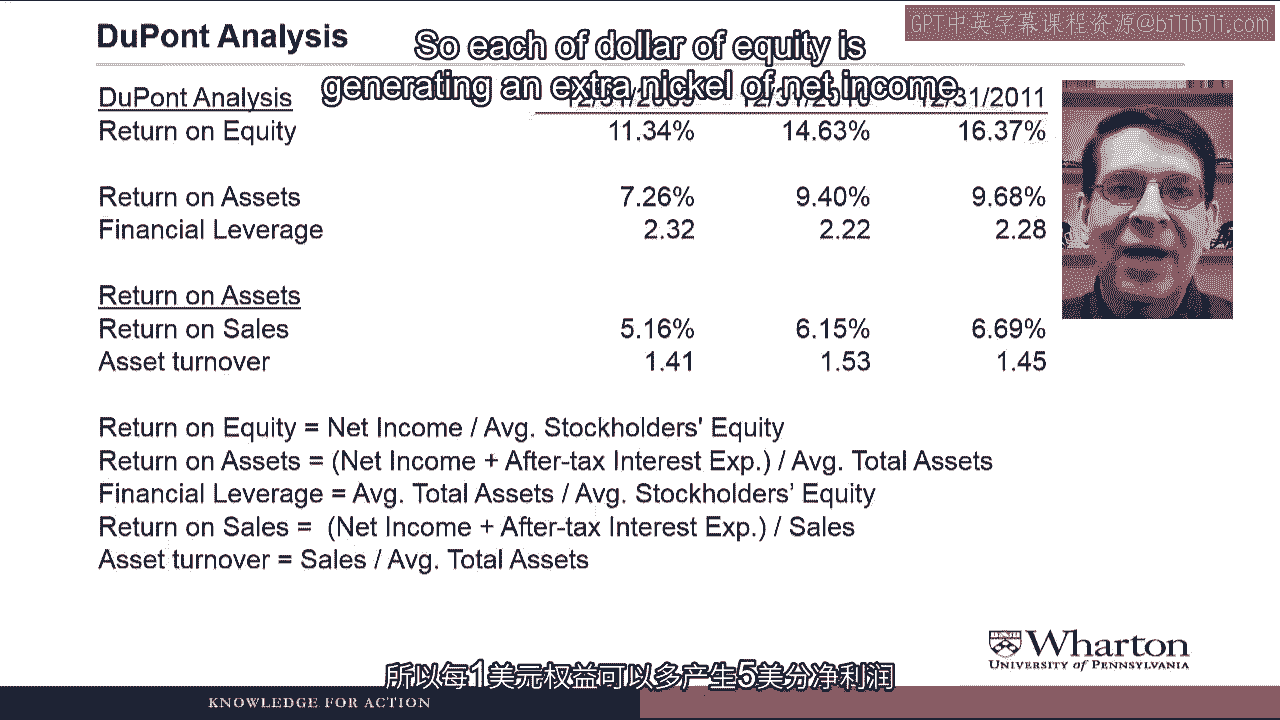 GPT中英字幕课程资源@bilibili.com
DuPont Analysis
So each of dollar of equity is
generating an extra nickel of net income.
DuPont Analysis 12/31/2009 12/31/2010 12/31/2011
Return on Equity 11.34% 14.63% 16.37%
Return on Assets 7.26% 9.40% 9.68%
Financial Leverage 2.32 2.22 2.28
Return on Assets
Return on Sales 5.16% 6.15% 6.69%
Asset turnover 1.41 1.53 1.45
Return on Equity = Net Income / Avg. Stockholders' Equity
Return on Assets = (Net Income + After-tax Interest Exp.) / Avg. Total Assets
Financial Leverage = Avg. Total Assets / Avg. Stockholders’ Equity
Return on Sales = (Net Income + After-tax Interest Exp.) / Sales
Asset turnover = Sales / Avg. Total Assets
Wharton
UNIVERSITY of PENNSYLVANIA
所以每1美元权益可以多产生5美分净利润
KNOWLEDGE FOR ACTION